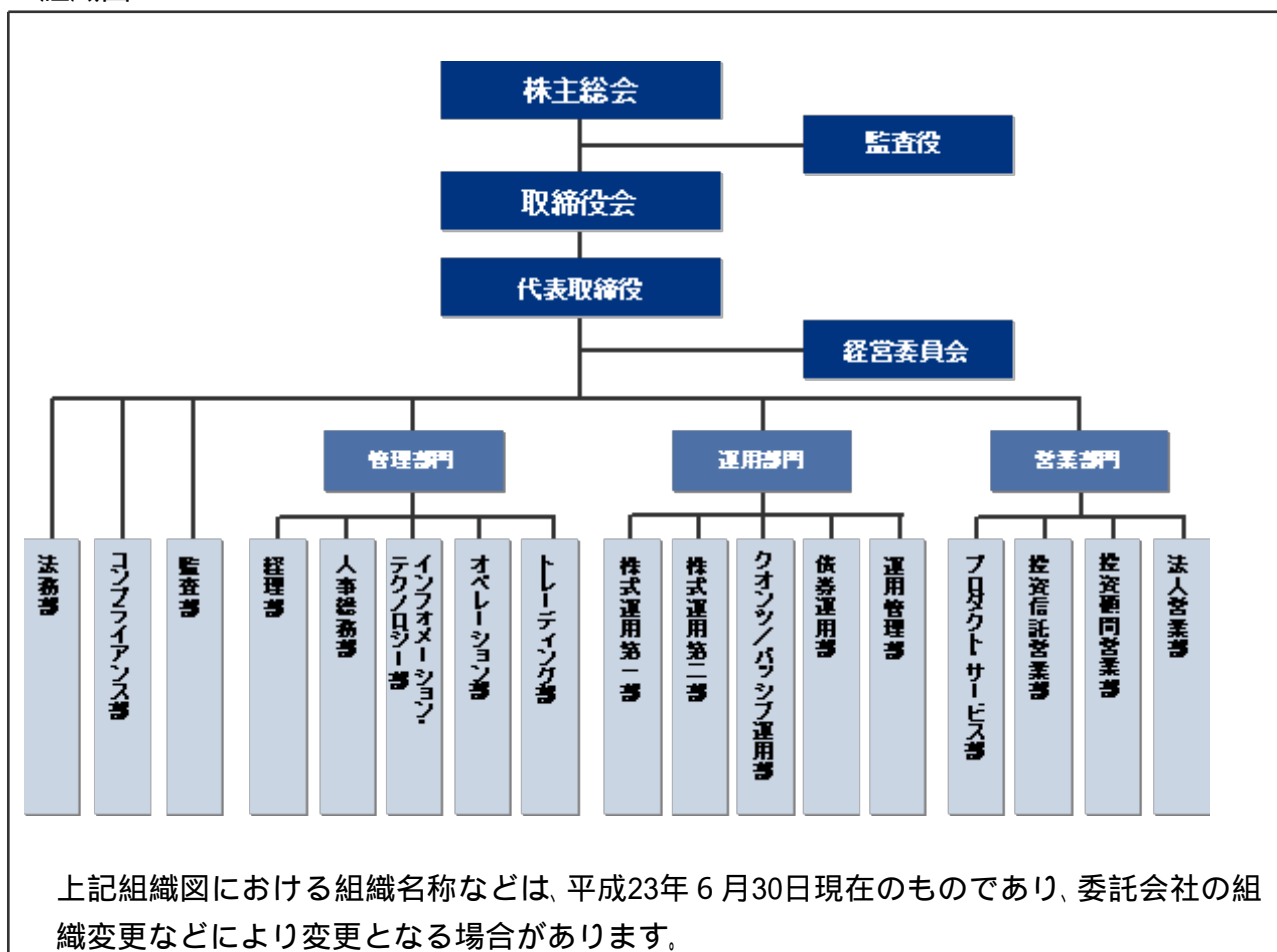 株主総会
監査役
取締役会
代表取締役
経営委員会
管理部門
運用部門
営業部門
法務部
コンプライアンス部
監査部
経理部
人事総務部
インフォメーション・
テクノロジー部
オペレーション部
トレーディング部
株式運用第一部
株式運用第二部
クオンツ／パッシブ運用部
債券運用部
運用管理部
プロダクト・サービス部
投資信託営業部
投資顧問営業部
法人営業部
上記組織図における組織名称などは、平成23年６月30日現在のものであり、委託会社の組
織変更などにより変更となる場合があります。